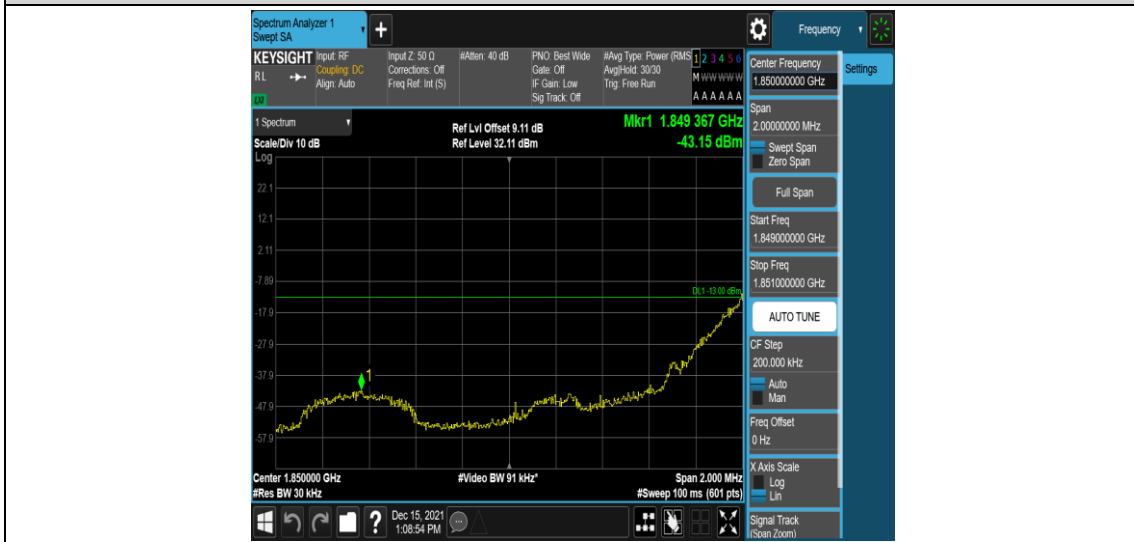 Spectrum Analyzer 1
Swept SA
+
Frequency
KEYSIGHT
Input: RF
Coupling: DC
Align: Auto
Input Z: 50 Ω
Corrections: Off
Freq Ref: Int (S)
#Atten: 40 dB
PNO: Best Wide
Gate: Off
IF Gain: Low
Sig Track: Off
#Avg Type: Power (RMS
Avg|Hold: 30/30
Trig: Free Run
1 2 3 4 5 6
M W W W W W
A A A A A A
RL
1 Spectrum
Scale/Div 10 dB
Log
Ref Lvl Offset 9.11 dB
Ref Level 32.11 dBm
Mkr1 1.849 367 GHz
-43.15 dBm
22.1
12.1
2.11
-7.89
DL1 -13.00 dBm
-17.9
-27.9
-37.9
1
-47.9
-57.9
Center 1.850000 GHz
#Res BW 30 kHz
#Video BW 91 kHz*
Span 2.000 MHz
#Sweep 100 ms (601 pts)
Dec 15, 2021
1:08:54 PM
Center Frequency
1.850000000 GHz
Settings
Span
2.00000000 MHz
Swept Span
Zero Span
Full Span
Start Freq
1.849000000 GHz
Stop Freq
1.851000000 GHz
AUTO TUNE
CF Step
200.000 kHz
Auto
Man
Freq Offset
0 Hz
X Axis Scale
Log
Lin
Signal Track
(Span Zoom)